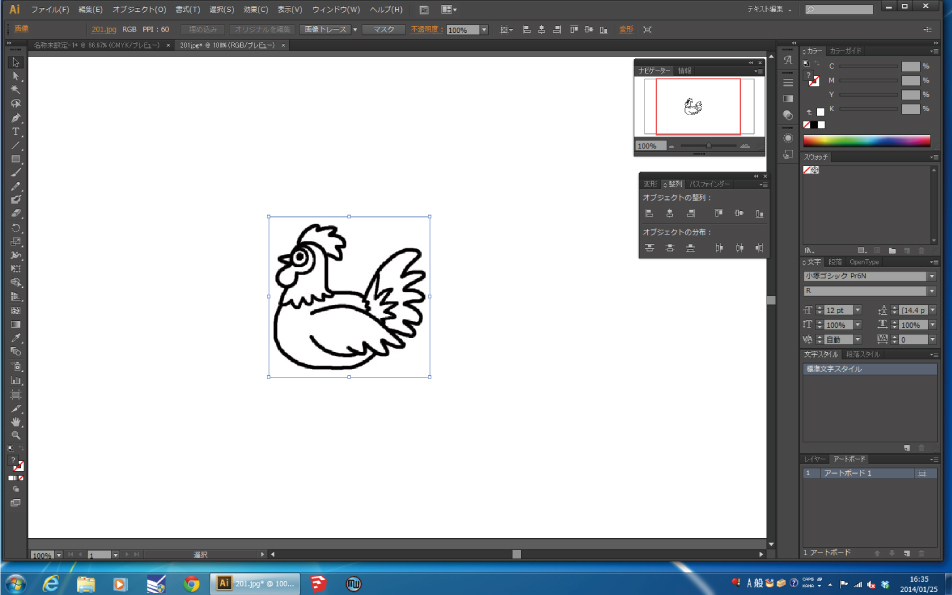 Ai ファイル(F) 編集(E) オブジェクト(O) 書式(T) 選択(S) 効果(C) 表示(V) ウィンドウ(W) ヘルプ(H) テキスト編集
画像 201.jpg RGB PPI : 60 埋め込み オリジナルを編集 画像トレース マスク 不透明度 : 100% 変形
名称未設定-1* @ 66.67% (CMYK/プレビュー) × 201.jpg* @ 100% (RGB/プレビュー) ×
ナビゲーター 情報
100%
変形 整列 パスファインダー
オブジェクトの整列 :
オブジェクトの分布 :
カラー カラーガイド
C %
M %
Y %
K %
スウォッチ
文字 段落 OpenType
小塚ゴシック Pr6N
R
12 pt (14.4 p
100% 100%
自動 0
文字スタイル 段落スタイル
標準文字スタイル
レイヤー アートボード
1 アートボード 1
1 アートボード
100% 1 選択
Ai 201.jpg* @ 100...
A 般 CAPS KANA
16:35
2014/01/25